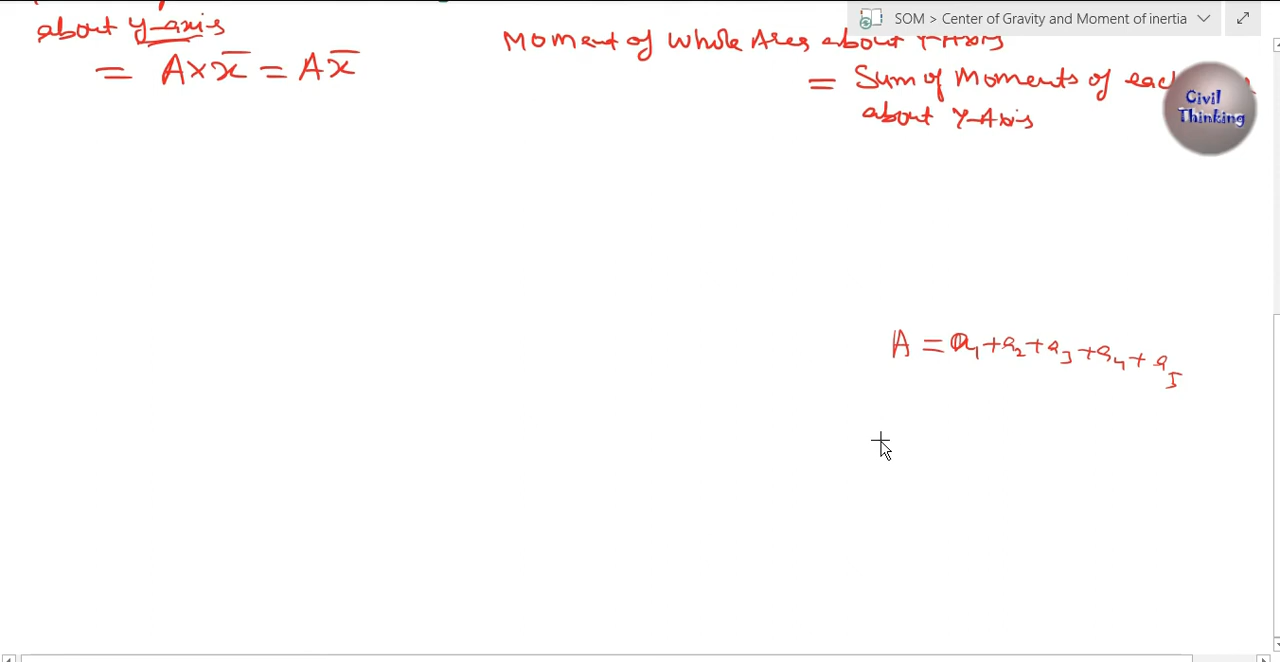 SOM > Center of Gravity and Moment of inertia
about y-axis
= A×x̅ = Ax̅
Moment of Whole Area about Y-Axis
= Sum of Moments of each
about Y-Axis
Civil
Thinking
A = a₁+a₂+a₃+a₄+a₅